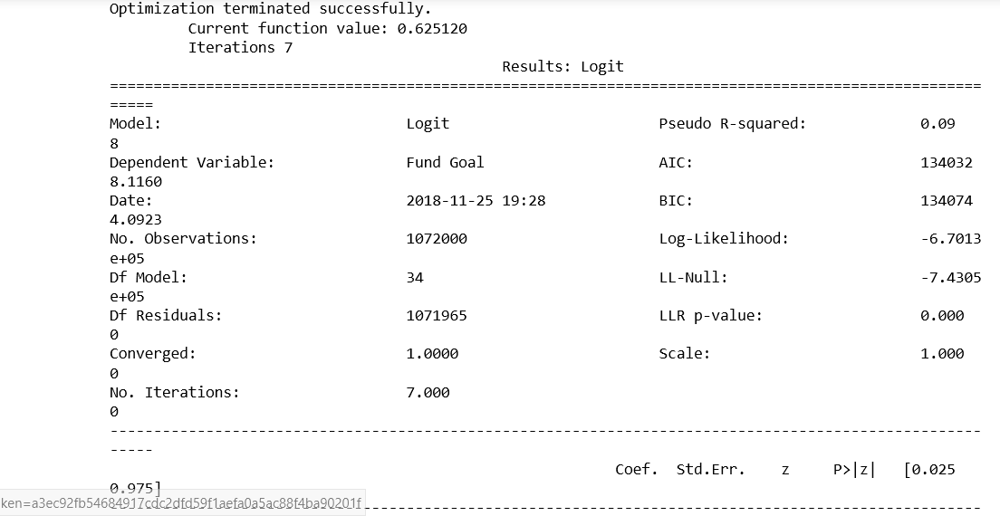 Optimization terminated successfully.
Current function value: 0.625120
Iterations 7
Results: Logit
====================================================================================================
=====
Model: Logit Pseudo R-squared: 0.09
8
Dependent Variable: Fund Goal AIC: 134032
8.1160
Date: 2018-11-25 19:28 BIC: 134074
4.0923
No. Observations: 1072000 Log-Likelihood: -6.7013
e+05
Df Model: 34 LL-Null: -7.4305
e+05
Df Residuals: 1071965 LLR p-value: 0.000
0
Converged: 1.0000 Scale: 1.000
0
No. Iterations: 7.000
0
----------------------------------------------------------------------------------------------------
-----
Coef. Std.Err. z P>|z| [0.025
0.975]
ken=a3ec92fb54684917cdc2dfd59f1aefa0a5ac88f4ba90201f
----------------------------------------------------------------------------------------------------